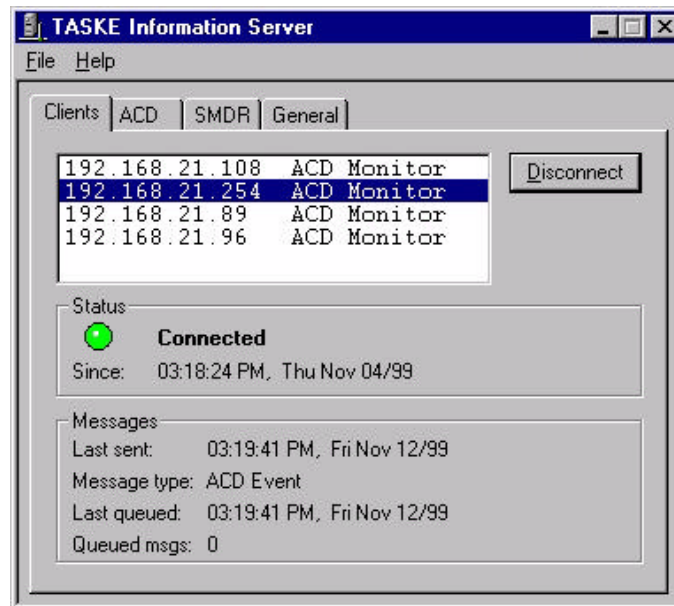 TASKE Information Server
File Help
Clients ACD SMDR General
192.168.21.108 ACD Monitor
192.168.21.254 ACD Monitor
192.168.21.89 ACD Monitor
192.168.21.96 ACD Monitor
Disconnect
Status
Connected
Since: 03:18:24 PM, Thu Nov 04/99
Messages
Last sent: 03:19:41 PM, Fri Nov 12/99
Message type: ACD Event
Last queued: 03:19:41 PM, Fri Nov 12/99
Queued msgs: 0